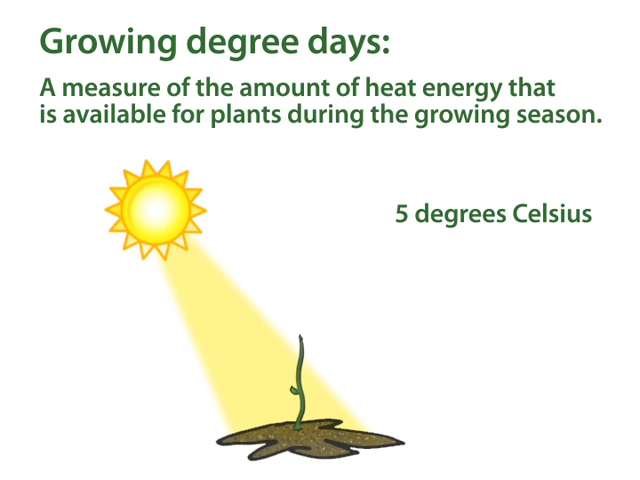 Growing degree days:
A measure of the amount of heat energy that
is available for plants during the growing season.
5 degrees Celsius